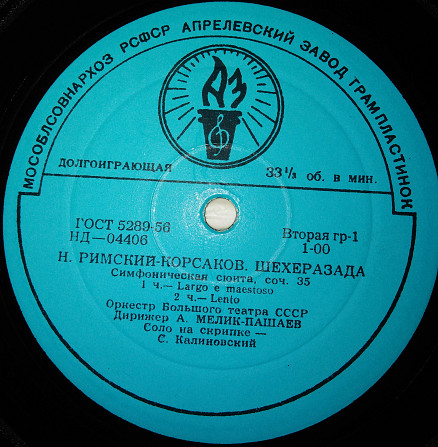 МОСОБЛСОВНАРХОЗ РСФСР АПРЕЛЕВСКИЙ ЗАВОД ГРАМПЛАСТИНОК
АЗ
ДОЛГОИГРАЮЩАЯ
33⅓ об. в мин.
ГОСТ 5289-56
НД—04406
Вторая гр-1
1-00
Н. РИМСКИЙ-КОРСАКОВ. ШЕХЕРАЗАДА
Симфоническая сюита, соч. 35
1 ч.— Largo e maestoso
2 ч.— Lento
Оркестр Большого театра СССР
Дирижер А. МЕЛИК-ПАШАЕВ
Соло на скрипке —
С. Калиновский